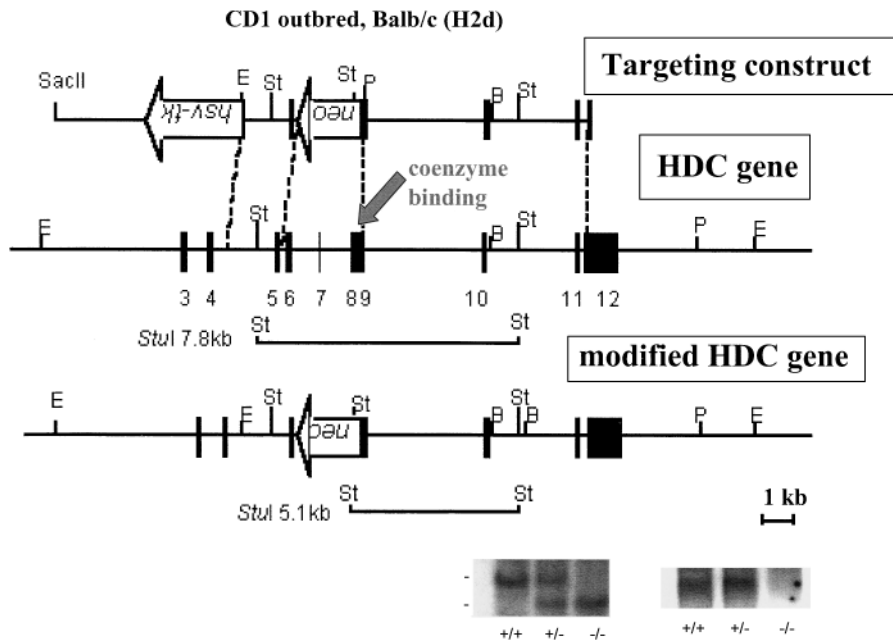 CD1 outbred, Balb/c (H2d)
SacII E St St P B St
hsv-tk neo
Targeting construct
HDC gene
coenzyme
binding
E St B St P E
3 4 5 6 7 8 9 10 11 12
StuI 7.8kb St St
modified HDC gene
E E St St B St B P E
neo
StuI 5.1kb St St
1 kb
- 
-
+/+ +/- -/- +/+ +/- -/-